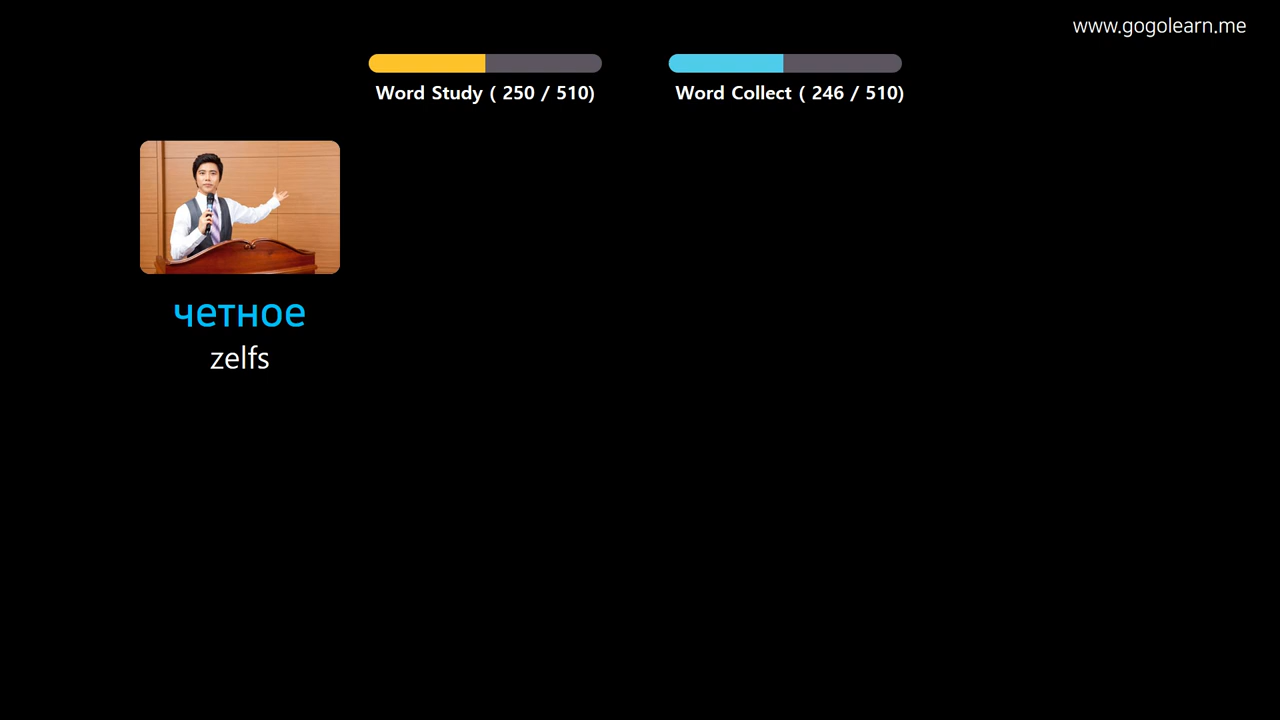 www.gogolearn.me
Word Study ( 250 / 510)
Word Collect ( 246 / 510)
четное
zelfs